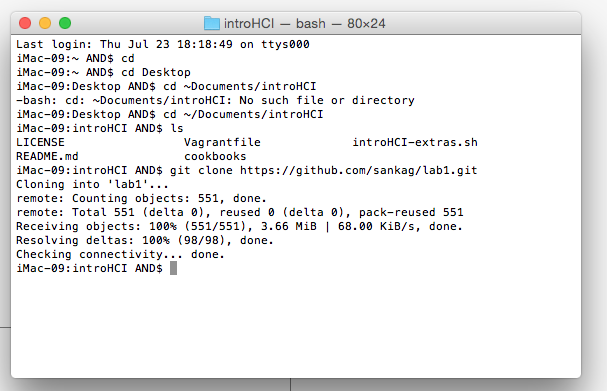 introHCI — bash — 80×24
Last login: Thu Jul 23 18:18:49 on ttys000
iMac-09:~ AND$ cd
iMac-09:~ AND$ cd Desktop
iMac-09:Desktop AND$ cd ~Documents/introHCI
-bash: cd: ~Documents/introHCI: No such file or directory
iMac-09:Desktop AND$ cd ~/Documents/introHCI
iMac-09:introHCI AND$ ls
LICENSE Vagrantfile introHCI-extras.sh
README.md cookbooks
iMac-09:introHCI AND$ git clone https://github.com/sankag/lab1.git
Cloning into 'lab1'...
remote: Counting objects: 551, done.
remote: Total 551 (delta 0), reused 0 (delta 0), pack-reused 551
Receiving objects: 100% (551/551), 3.66 MiB | 68.00 KiB/s, done.
Resolving deltas: 100% (98/98), done.
Checking connectivity... done.
iMac-09:introHCI AND$